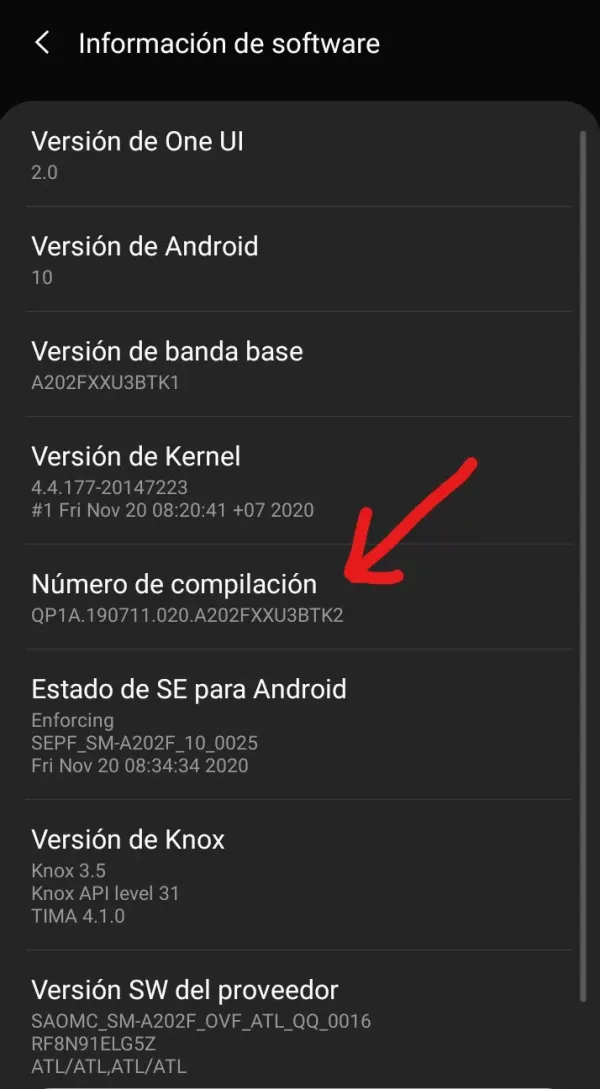 Información de software
Versión de One UI
2.0
Versión de Android
10
Versión de banda base
A202FXXU3BTK1
Versión de Kernel
4.4.177-20147223
#1 Fri Nov 20 08:20:41 +07 2020
Número de compilación
QP1A.190711.020.A202FXXU3BTK2
Estado de SE para Android
Enforcing
SEPF_SM-A202F_10_0025
Fri Nov 20 08:34:34 2020
Versión de Knox
Knox 3.5
Knox API level 31
TIMA 4.1.0
Versión SW del proveedor
SAOMC_SM-A202F_OVF_ATL_QQ_0016
RF8N91ELG5Z
ATL/ATL,ATL/ATL